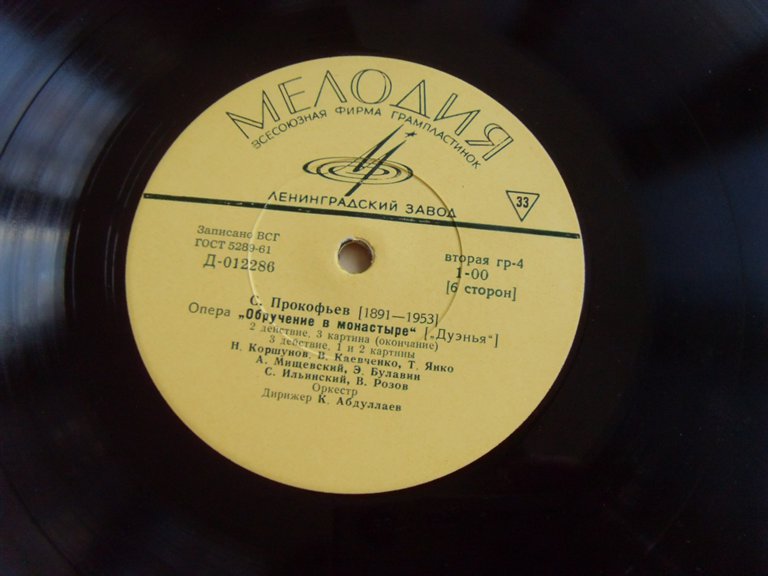 МЕЛОДИЯ
ВСЕСОЮЗНАЯ ФИРМА ГРАМПЛАСТИНОК
ЛЕНИНГРАДСКИЙ ЗАВОД
33
Записано ВСГ
ГОСТ 5289-61
Д-012286
вторая гр-4
1-00
[6 сторон]
С. Прокофьев [1891—1953]
Опера „Обручение в монастыре“ [„Дуэнья“]
2 действие, 3 картина (окончание)
3 действие, 1 и 2 картины
Н. Коршунов, В. Каевченко, Т. Янко
А. Мищевский, Э. Булавин
С. Ильинский, В. Розов
Оркестр
Дирижер К. Абдуллаев